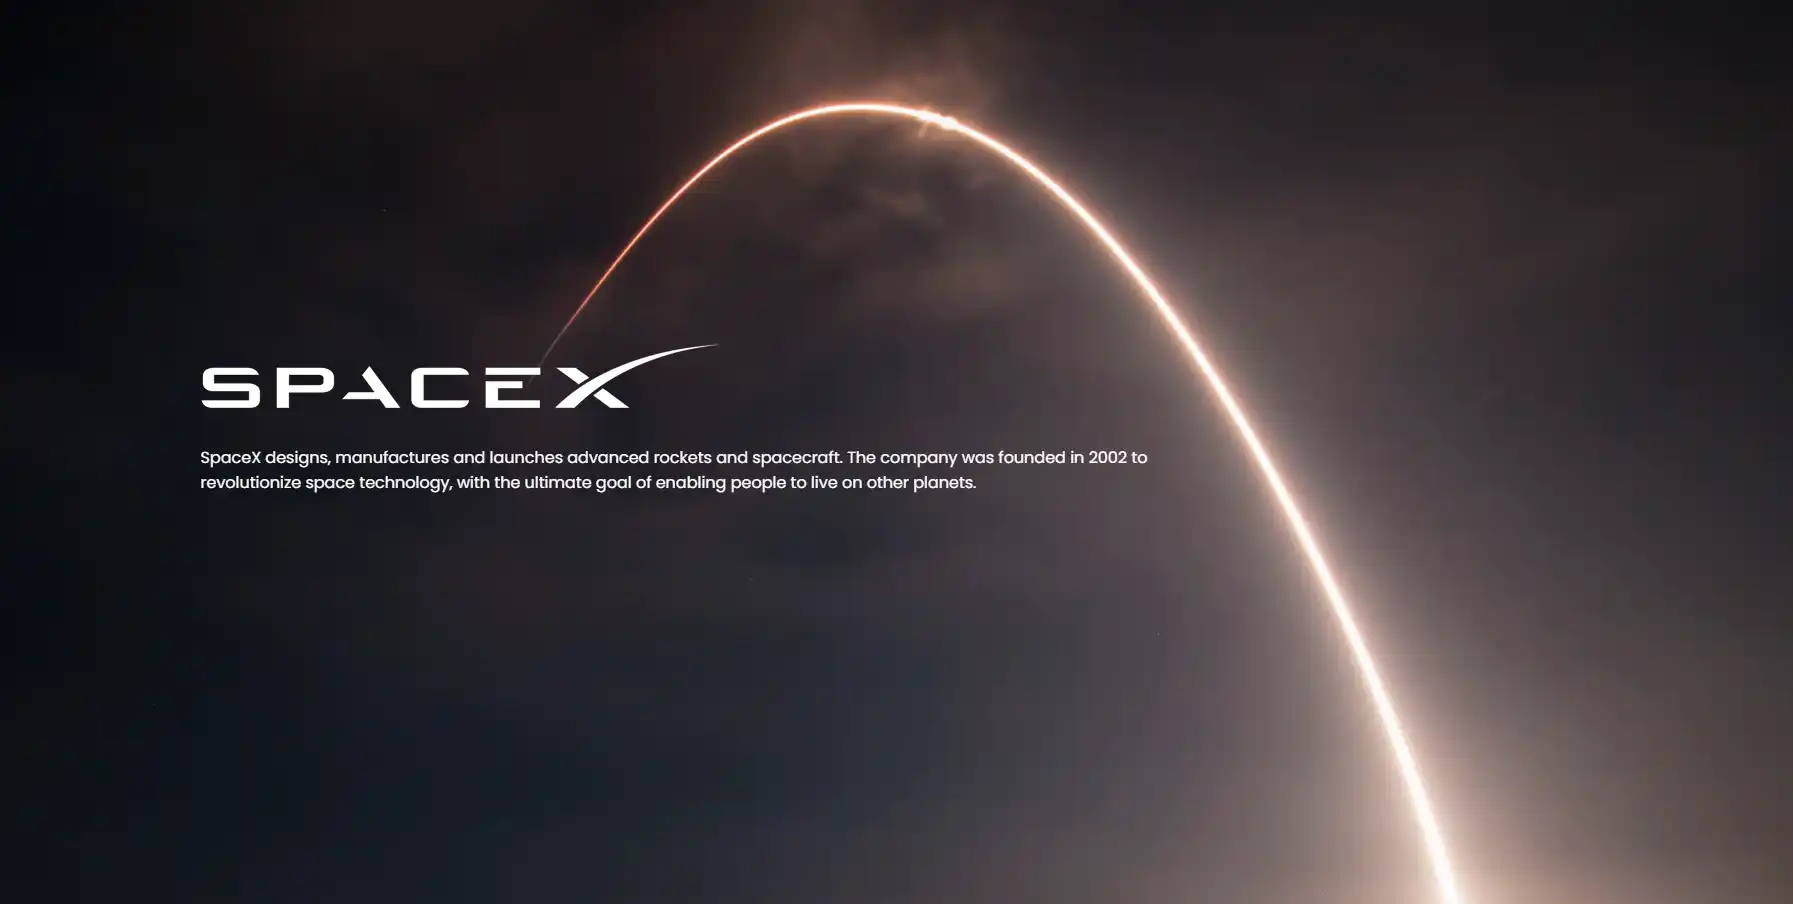 SPACEX
SpaceX designs, manufactures and launches advanced rockets and spacecraft. The company was founded in 2002 to
revolutionize space technology, with the ultimate goal of enabling people to live on other planets.